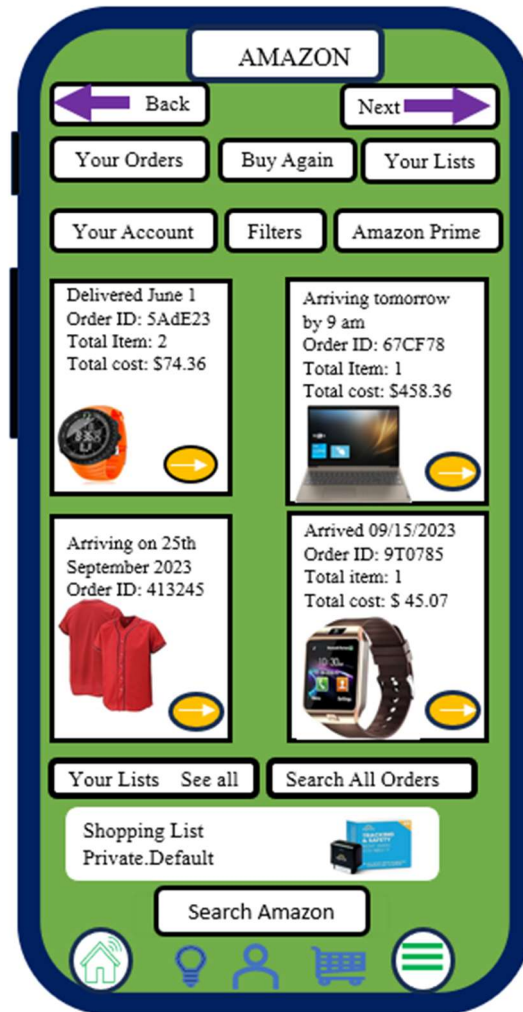 AMAZON
Back
Next
Your Orders
Buy Again
Your Lists
Your Account
Filters
Amazon Prime
Delivered June 1
Order ID: 5AdE23
Total Item: 2
Total cost: $74.36
Arriving tomorrow
by 9 am
Order ID: 67CF78
Total Item: 1
Total cost: $458.36
Arriving on 25th
September 2023
Order ID: 413245
Arrived 09/15/2023
Order ID: 9T0785
Total item: 1
Total cost: $ 45.07
10:30
Your Lists See all
Search All Orders
Shopping List
Private.Default
TRACKING
& SAFETY
Search Amazon